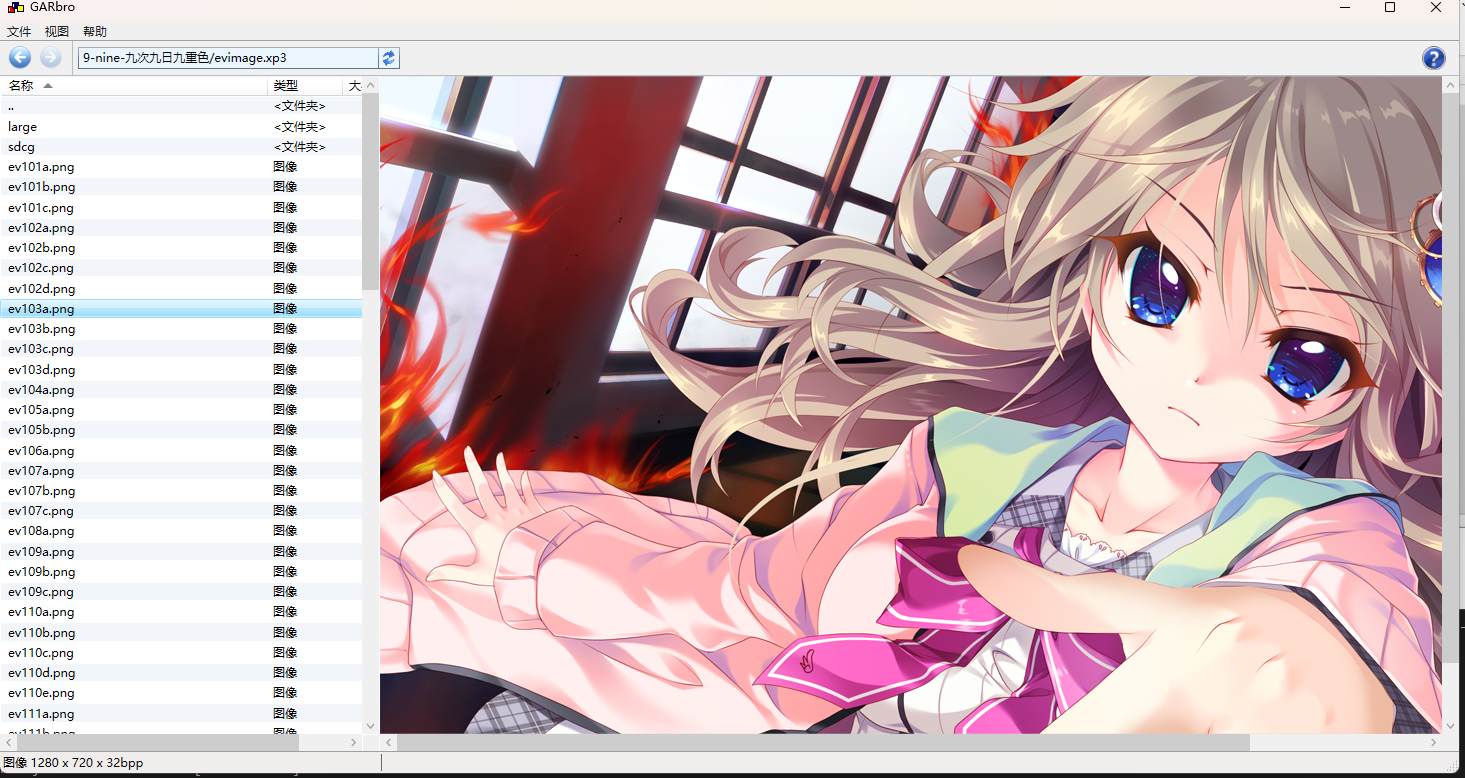 GARbro
文件 视图 帮助
9-nine-九次九日九重色/evimage.xp3
名称 类型 大
.. <文件夹>
large <文件夹>
sdcg <文件夹>
ev101a.png 图像
ev101b.png 图像
ev101c.png 图像
ev102a.png 图像
ev102b.png 图像
ev102c.png 图像
ev102d.png 图像
ev103a.png 图像
ev103b.png 图像
ev103c.png 图像
ev103d.png 图像
ev104a.png 图像
ev105a.png 图像
ev105b.png 图像
ev106a.png 图像
ev107a.png 图像
ev107b.png 图像
ev107c.png 图像
ev108a.png 图像
ev109a.png 图像
ev109b.png 图像
ev109c.png 图像
ev110a.png 图像
ev110b.png 图像
ev110c.png 图像
ev110d.png 图像
ev110e.png 图像
ev111a.png 图像
ev111b.png 图像
图像 1280 x 720 x 32bpp